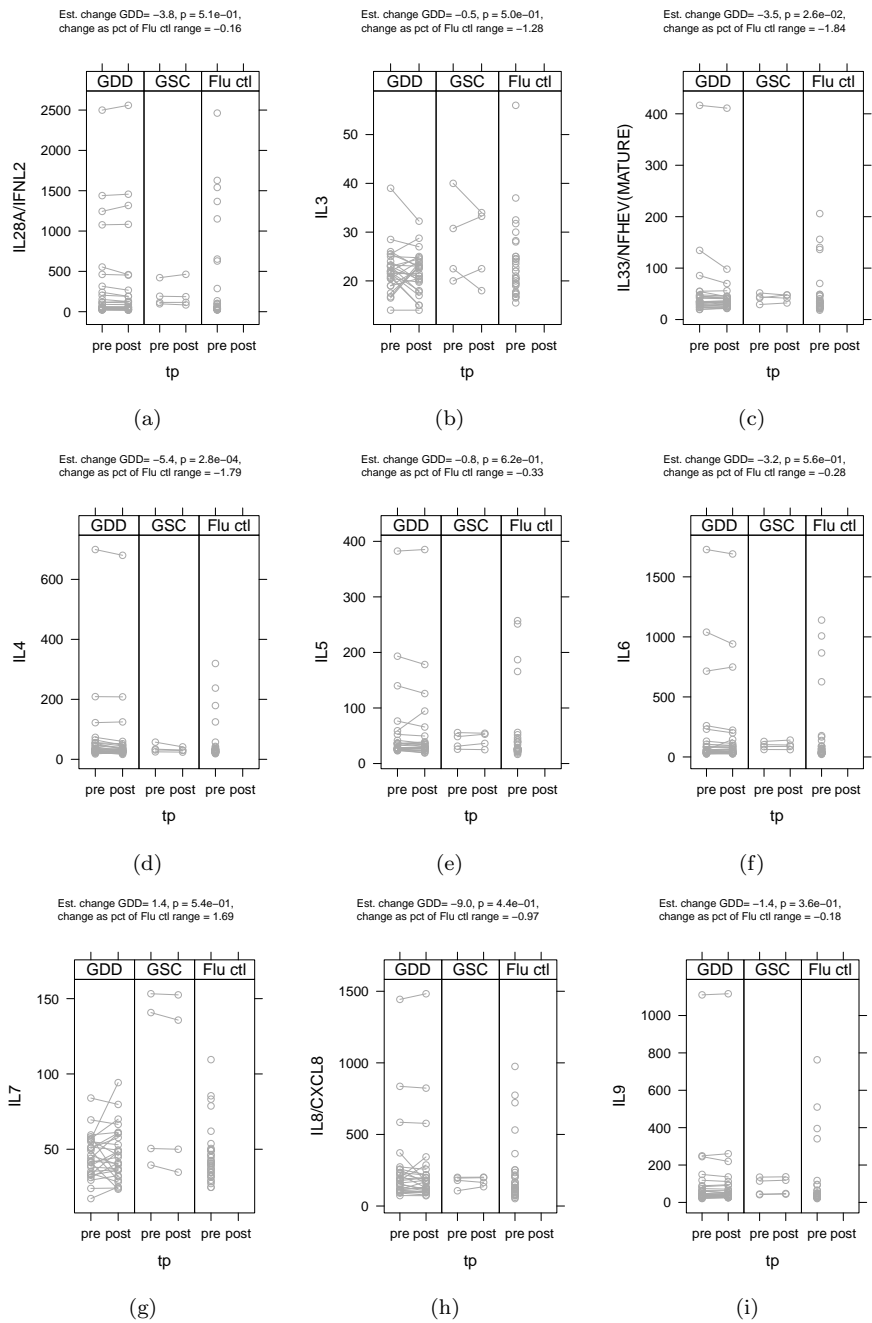 Est. change GDD= −3.8, p = 5.1e−01,
change as pct of Flu ctl range = −0.16
GDD GSC Flu ctl
2500
2000
1500
1000
500
0
IL28A/IFNL2
pre post pre post pre post
tp
(a)
Est. change GDD= −0.5, p = 5.0e−01,
change as pct of Flu ctl range = −1.28
GDD GSC Flu ctl
50
40
30
20
IL3
pre post pre post pre post
tp
(b)
Est. change GDD= −3.5, p = 2.6e−02,
change as pct of Flu ctl range = −1.84
GDD GSC Flu ctl
400
300
200
100
0
IL33/NFHEV(MATURE)
pre post pre post pre post
tp
(c)
Est. change GDD= −5.4, p = 2.8e−04,
change as pct of Flu ctl range = −1.79
GDD GSC Flu ctl
600
400
200
0
IL4
pre post pre post pre post
tp
(d)
Est. change GDD= −0.8, p = 6.2e−01,
change as pct of Flu ctl range = −0.33
GDD GSC Flu ctl
400
300
200
100
0
IL5
pre post pre post pre post
tp
(e)
Est. change GDD= −3.2, p = 5.6e−01,
change as pct of Flu ctl range = −0.28
GDD GSC Flu ctl
1500
1000
500
0
IL6
pre post pre post pre post
tp
(f)
Est. change GDD= 1.4, p = 5.4e−01,
change as pct of Flu ctl range = 1.69
GDD GSC Flu ctl
150
100
50
IL7
pre post pre post pre post
tp
(g)
Est. change GDD= −9.0, p = 4.4e−01,
change as pct of Flu ctl range = −0.97
GDD GSC Flu ctl
1500
1000
500
0
IL8/CXCL8
pre post pre post pre post
tp
(h)
Est. change GDD= −1.4, p = 3.6e−01,
change as pct of Flu ctl range = −0.18
GDD GSC Flu ctl
1000
800
600
400
200
0
IL9
pre post pre post pre post
tp
(i)